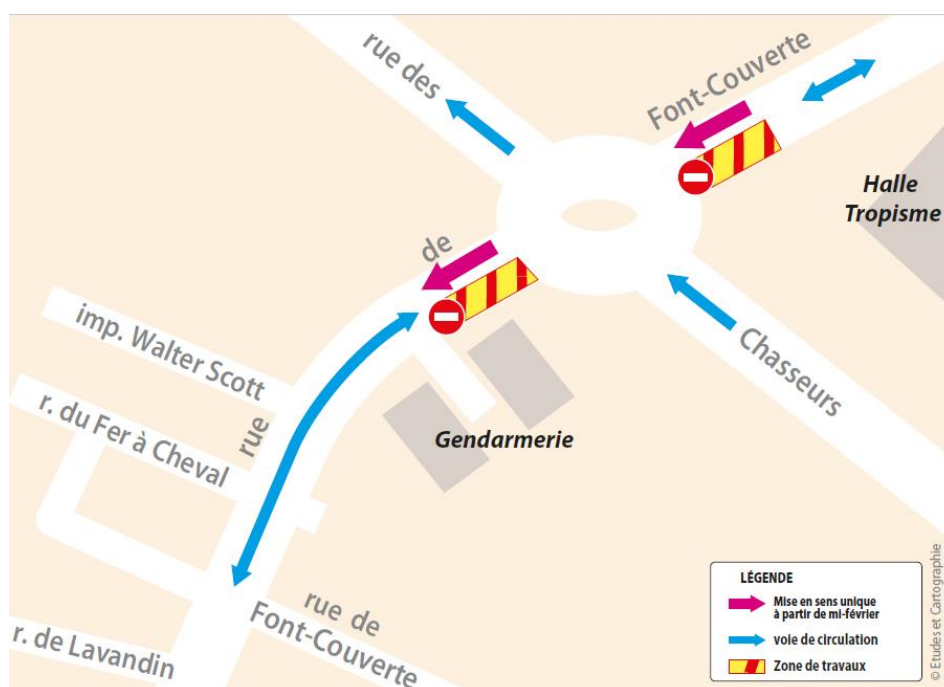 rue des
Font-Couverte
Halle
Tropisme
de
imp. Walter Scott
Chasseurs
r. du Fer à Cheval
rue
Gendarmerie
rue de
Font-Couverte
r. de Lavandin
LÉGENDE
Mise en sens unique
à partir de mi-février
voie de circulation
Zone de travaux
© Etudes et Cartographie